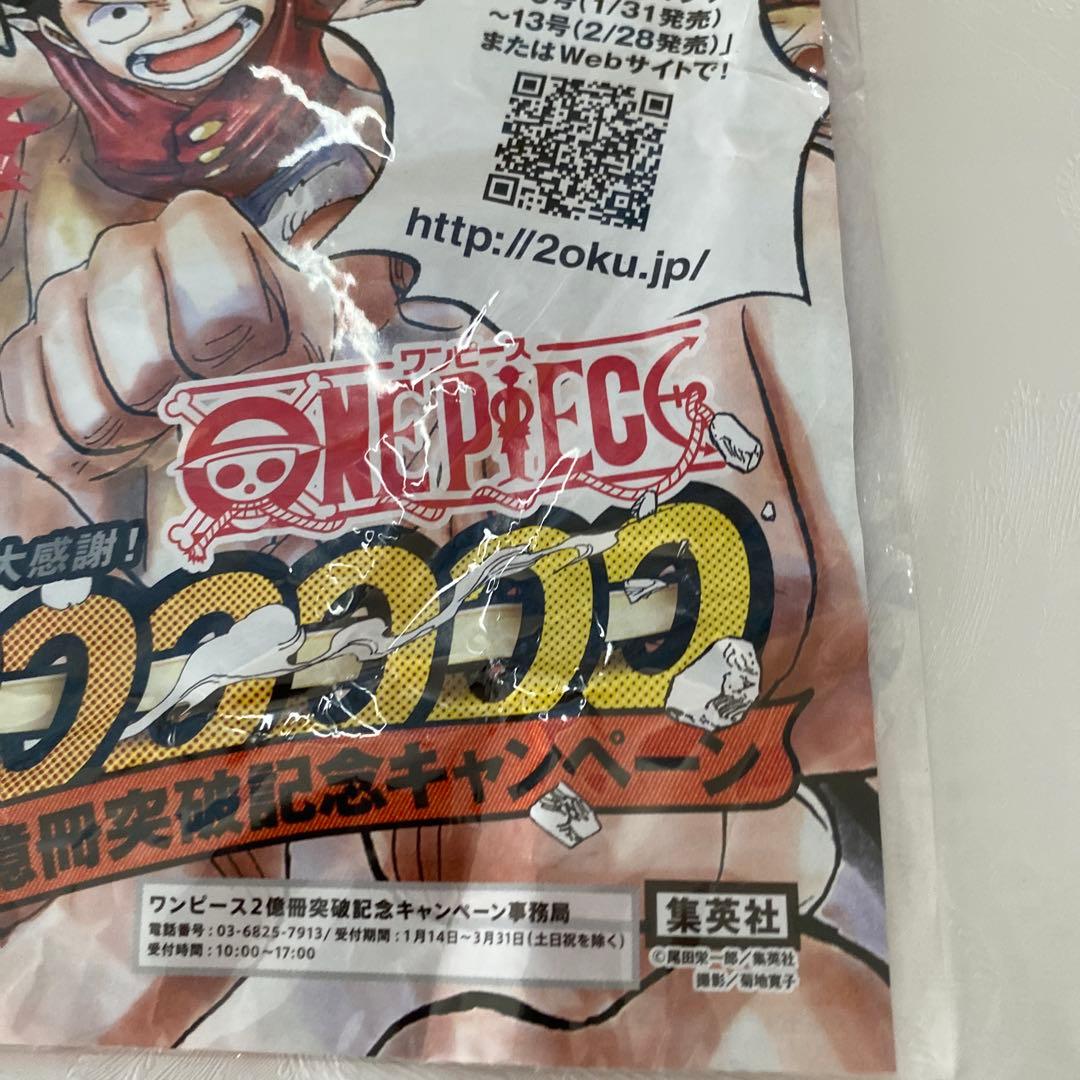 号(1/31発売)
~13号(2/28発売)」
またはWebサイトで!
http://2oku.jp/
ワンピース
ONE PIECE
大感謝!
億冊突破記念キャンペーン
ワンピース2億冊突破記念キャンペーン事務局
電話番号:03-6825-7913/受付期間:1月14日~3月31日(土日祝を除く)
受付時間:10:00~17:00
集英社
©尾田栄一郎/集英社
撮影/菊地寛子